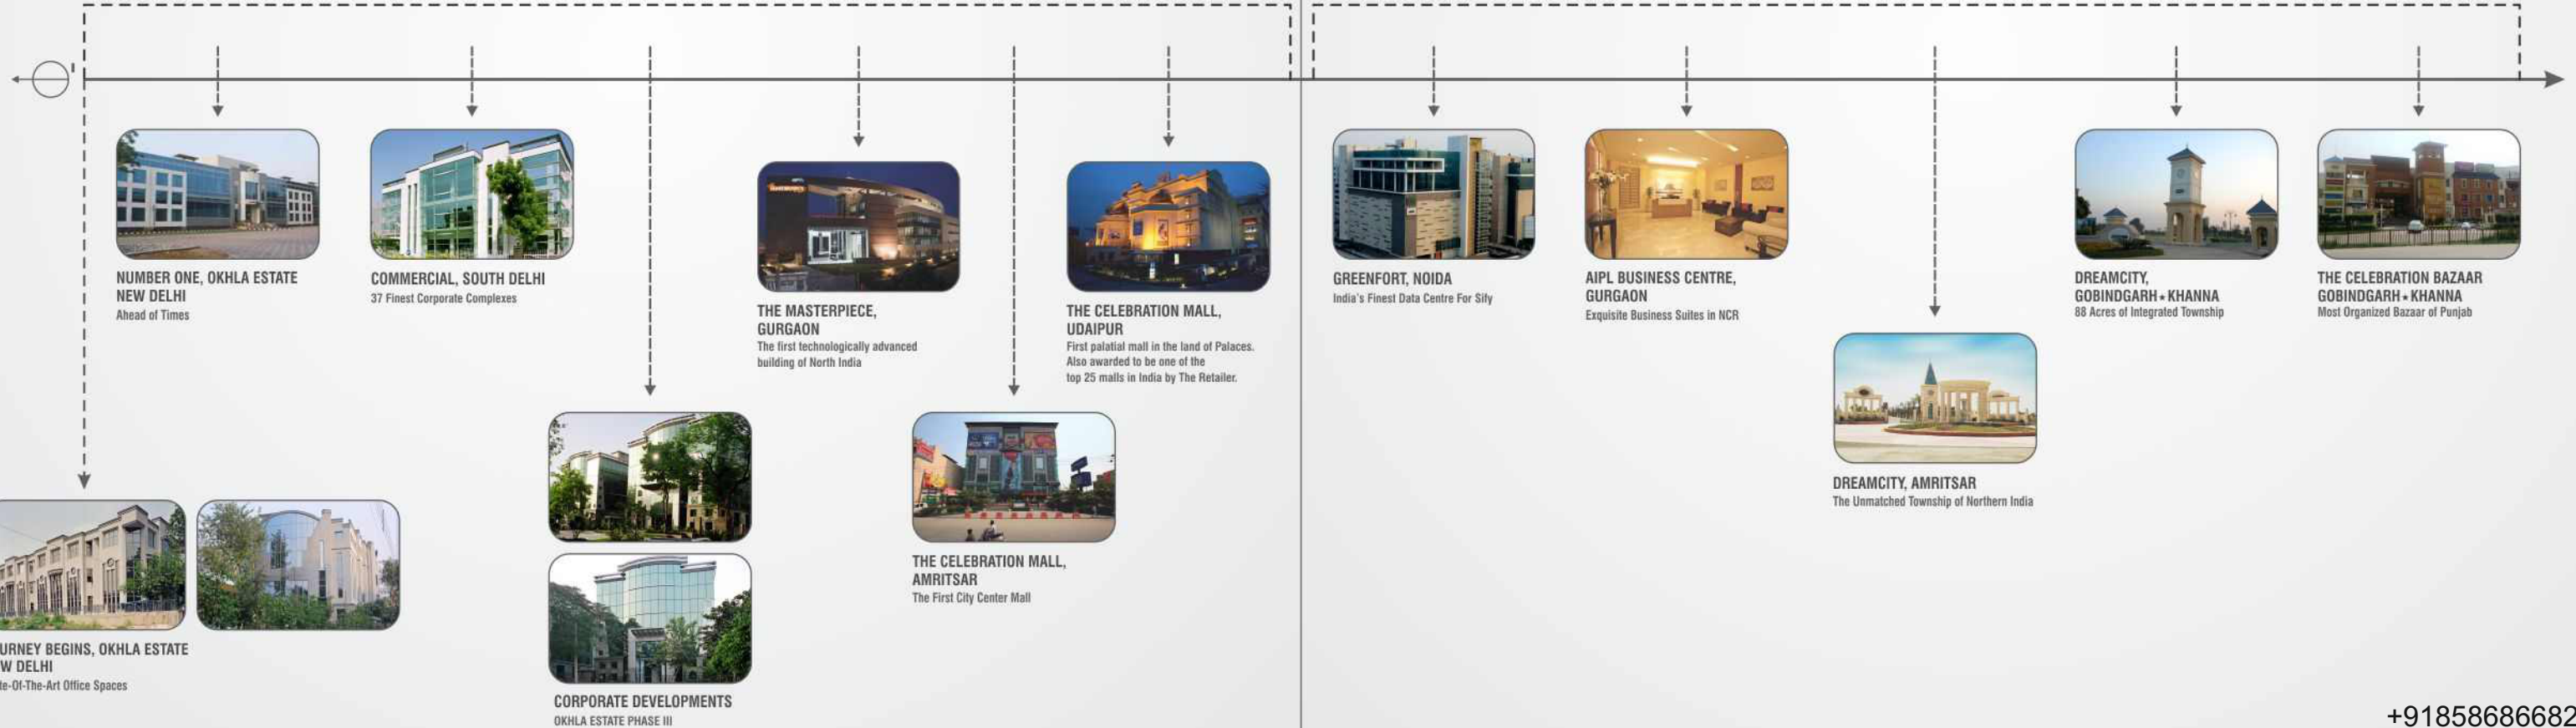 NUMBER ONE, OKHLA ESTATE
NEW DELHI
Ahead of Times
COMMERCIAL, SOUTH DELHI
37 Finest Corporate Complexes
THE MASTERPIECE,
GURGAON
The first technologically advanced
building of North India
THE CELEBRATION MALL,
UDAIPUR
First palatial mall in the land of Palaces.
Also awarded to be one of the
top 25 malls in India by The Retailer.
GREENFORT, NOIDA
India's Finest Data Centre For Sify
AIPL BUSINESS CENTRE,
GURGAON
Exquisite Business Suites in NCR
DREAMCITY,
GOBINDGARH★KHANNA
88 Acres of Integrated Township
THE CELEBRATION BAZAAR
GOBINDGARH★KHANNA
Most Organized Bazaar of Punjab
DREAMCITY, AMRITSAR
The Unmatched Township of Northern India
THE CELEBRATION MALL,
AMRITSAR
The First City Center Mall
URNEY BEGINS, OKHLA ESTATE
W DELHI
te-Of-The-Art Office Spaces
CORPORATE DEVELOPMENTS
OKHLA ESTATE PHASE III
+91858686682